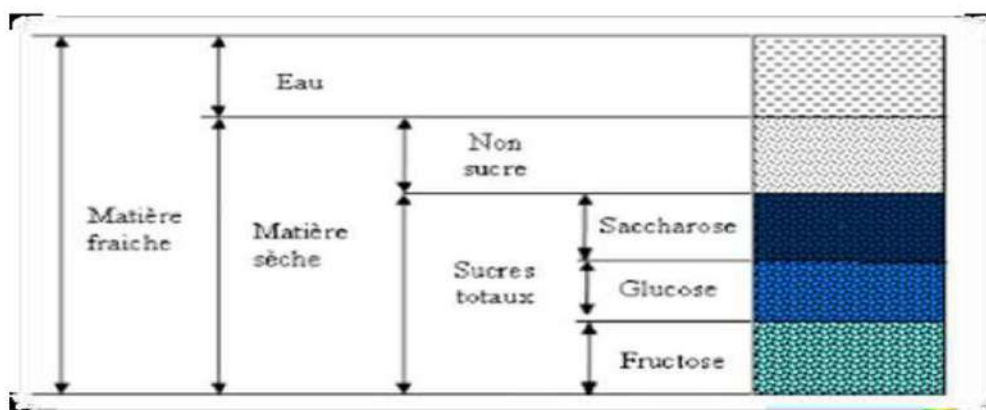 Eau
Non
sucre
Matière
fraiche
Matière
sèche
Saccharose
Sucres
totaux
Glucose
Fructose